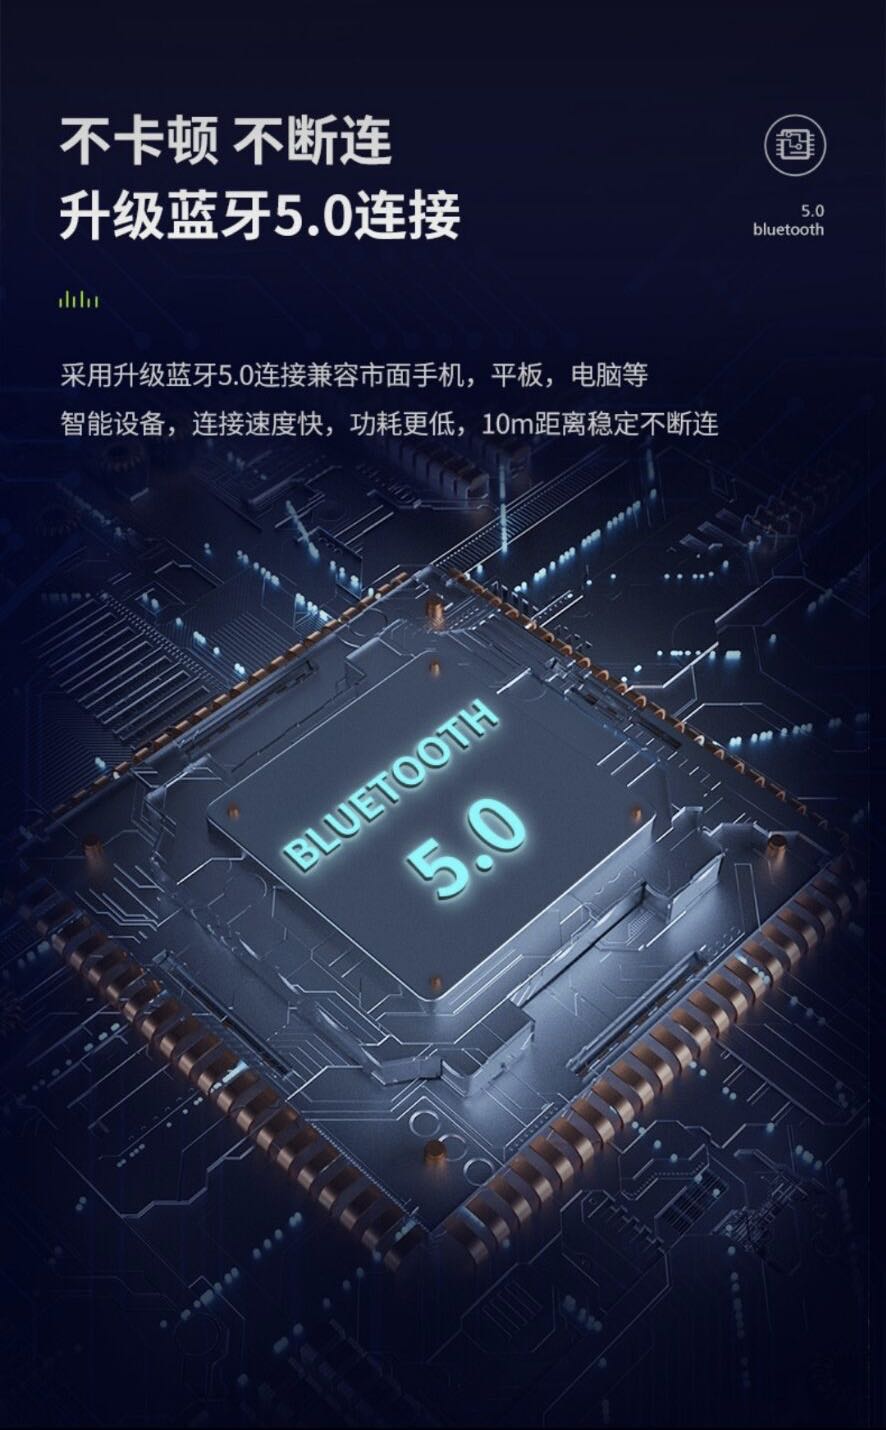 不卡顿 不断连
升级蓝牙5.0连接
5.0
bluetooth
采用升级蓝牙5.0连接兼容市面手机，平板，电脑等
智能设备，连接速度快，功耗更低，10m距离稳定不断连
BLUETOOTH
5.0